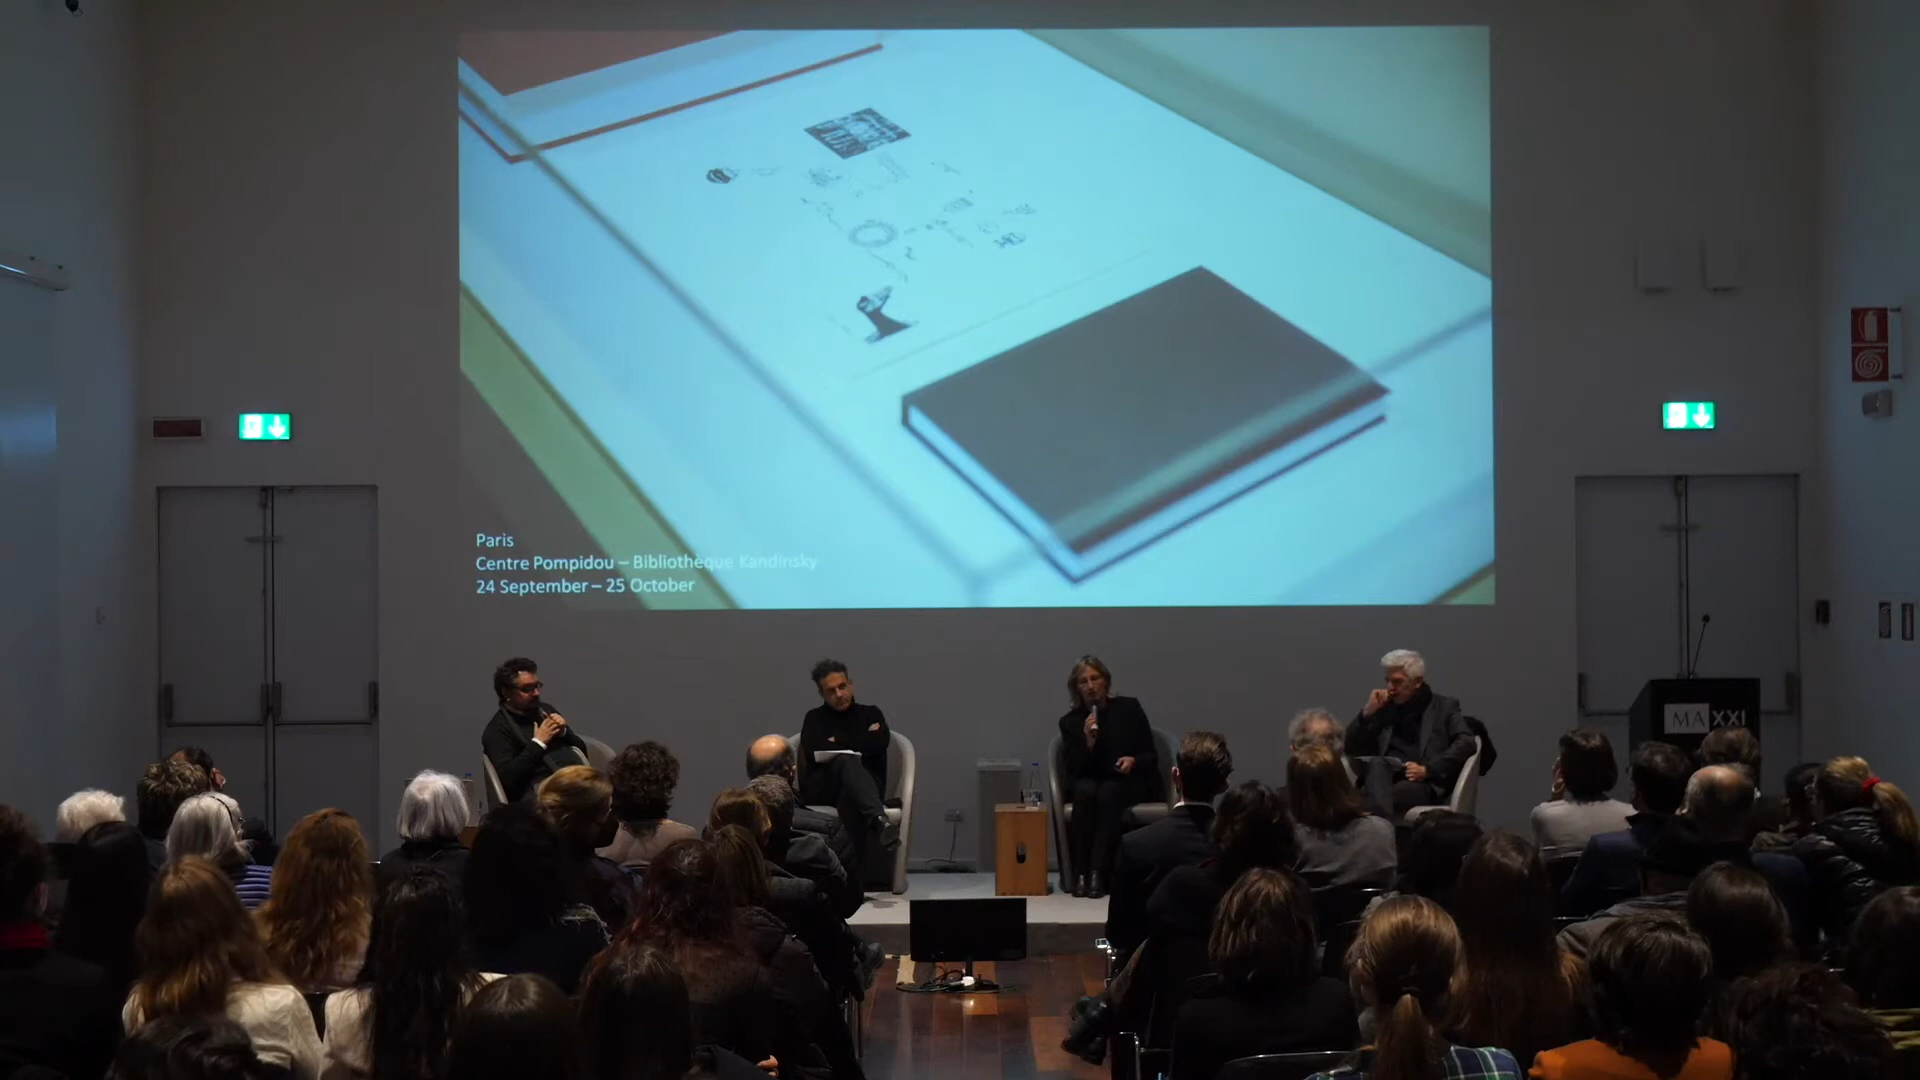 Paris
Centre Pompidou – Bibliothèque Kandinsky
24 September – 25 October
MAXXI